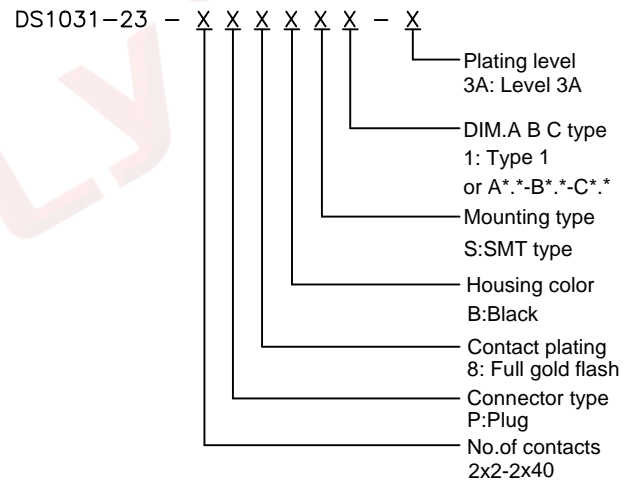 DS1031-23 - X X X X X X - X
Plating level
3A: Level 3A
DIM.A B C type
1: Type 1
or A*.*-B*.*-C*.*
Mounting type
S:SMT type
Housing color
B:Black
Contact plating
8: Full gold flash
Connector type
P:Plug
No.of contacts
2x2-2x40
Ly